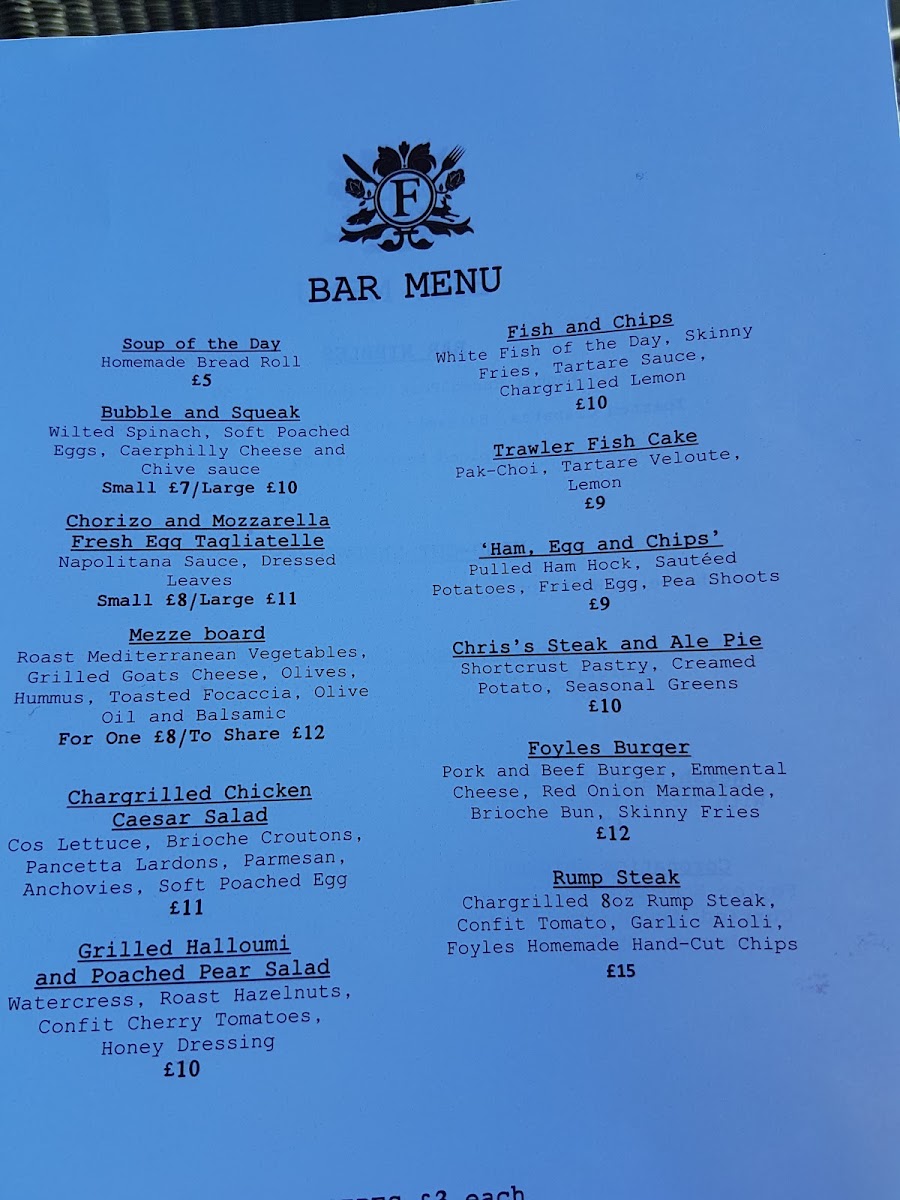 F
BAR MENU
Soup of the Day
Homemade Bread Roll
£5
Bubble and Squeak
Wilted Spinach, Soft Poached
Eggs, Caerphilly Cheese and
Chive sauce
Small £7/Large £10
Chorizo and Mozzarella
Fresh Egg Tagliatelle
Napolitana Sauce, Dressed
Leaves
Small £8/Large £11
Mezze board
Roast Mediterranean Vegetables,
Grilled Goats Cheese, Olives,
Hummus, Toasted Focaccia, Olive
Oil and Balsamic
For One £8/To Share £12
Chargrilled Chicken
Caesar Salad
Cos Lettuce, Brioche Croutons,
Pancetta Lardons, Parmesan,
Anchovies, Soft Poached Egg
£11
Grilled Halloumi
and Poached Pear Salad
Watercress, Roast Hazelnuts,
Confit Cherry Tomatoes,
Honey Dressing
£10
Fish and Chips
White Fish of the Day, Skinny
Fries, Tartare Sauce,
Chargrilled Lemon
£10
Trawler Fish Cake
Pak-Choi, Tartare Veloute,
Lemon
£9
‘Ham, Egg and Chips’
Pulled Ham Hock, Sautéed
Potatoes, Fried Egg, Pea Shoots
£9
Chris’s Steak and Ale Pie
Shortcrust Pastry, Creamed
Potato, Seasonal Greens
£10
Foyles Burger
Pork and Beef Burger, Emmental
Cheese, Red Onion Marmalade,
Brioche Bun, Skinny Fries
£12
Rump Steak
Chargrilled 8oz Rump Steak,
Confit Tomato, Garlic Aioli,
Foyles Homemade Hand-Cut Chips
£15
£3 each